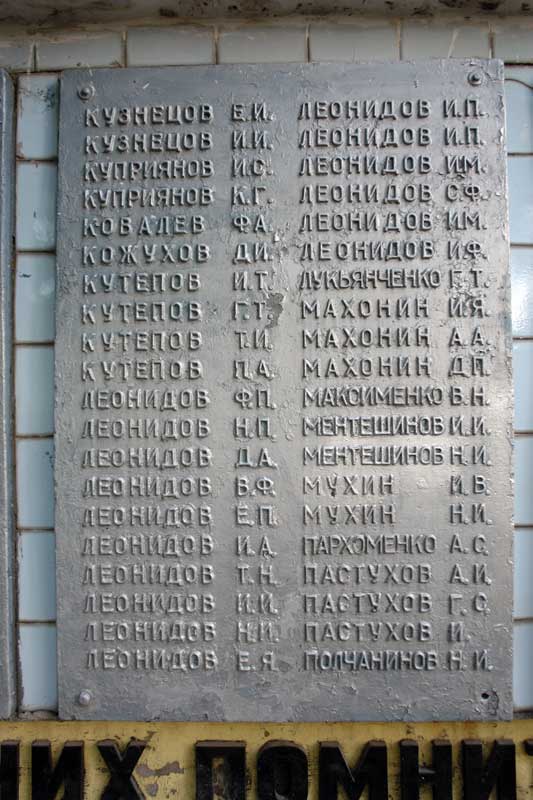 КУЗНЕЦОВ Е.И.
КУЗНЕЦОВ И.И.
КУПРИЯНОВ И.С.
КУПРИЯНОВ К.Г.
КОВАЛЕВ Ф.А.
КОЖУХОВ Д.И.
КУТЕПОВ И.Т.
КУТЕПОВ Г.Т.
КУТЕПОВ Т.И.
КУТЕПОВ П.А.
ЛЕОНИДОВ Ф.П.
ЛЕОНИДОВ Н.П.
ЛЕОНИДОВ Д.А.
ЛЕОНИДОВ В.Ф.
ЛЕОНИДОВ Е.П.
ЛЕОНИДОВ И.А.
ЛЕОНИДОВ Т.Н.
ЛЕОНИДОВ И.И.
ЛЕОНИДОВ Н.И.
ЛЕОНИДОВ Е.Я.
ЛЕОНИДОВ И.П.
ЛЕОНИДОВ И.П.
ЛЕОНИДОВ И.М.
ЛЕОНИДОВ С.Ф.
ЛЕОНИДОВ И.М.
ЛЕОНИДОВ И.Ф.
ЛУКЬЯНЧЕНКО Г.Т.
МАХОНИН И.Я.
МАХОНИН А.А.
МАХОНИН Д.П.
МАКСИМЕНКО В.Н.
МЕНТЕШИНОВ И.И.
МЕНТЕШИНОВ Н.И.
МУХИН И.В.
МУХИН Н.И.
ПАРХОМЕНКО А.С.
ПАСТУХОВ А.И.
ПАСТУХОВ Г.С.
ПАСТУХОВ И.
ПОЛЧАНИНОВ Н.И.
ИХ ПОМНИТ